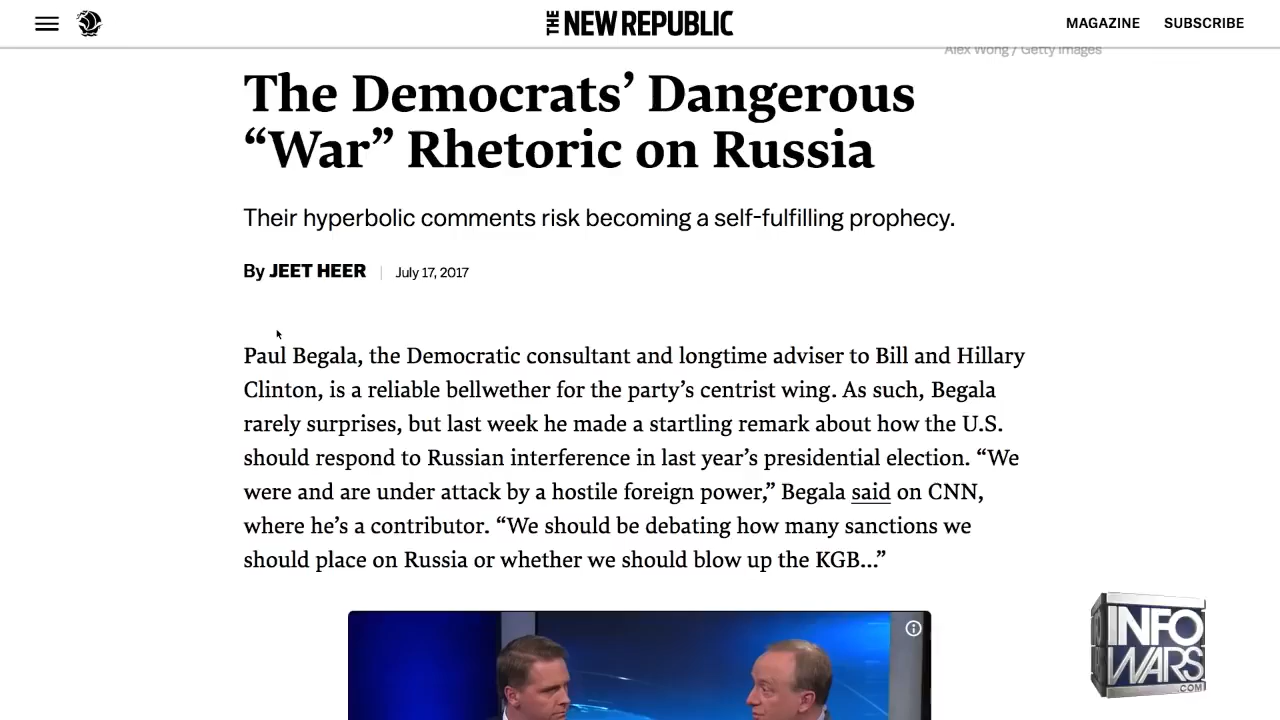 THE NEW REPUBLIC
MAGAZINE SUBSCRIBE
Alex Wong / Getty Images
The Democrats’ Dangerous
“War” Rhetoric on Russia
Their hyperbolic comments risk becoming a self-fulfilling prophecy.
By JEET HEER | July 17, 2017
Paul Begala, the Democratic consultant and longtime adviser to Bill and Hillary
Clinton, is a reliable bellwether for the party’s centrist wing. As such, Begala
rarely surprises, but last week he made a startling remark about how the U.S.
should respond to Russian interference in last year’s presidential election. “We
were and are under attack by a hostile foreign power,” Begala said on CNN,
where he’s a contributor. “We should be debating how many sanctions we
should place on Russia or whether we should blow up the KGB...”
INFO
WARS
.COM